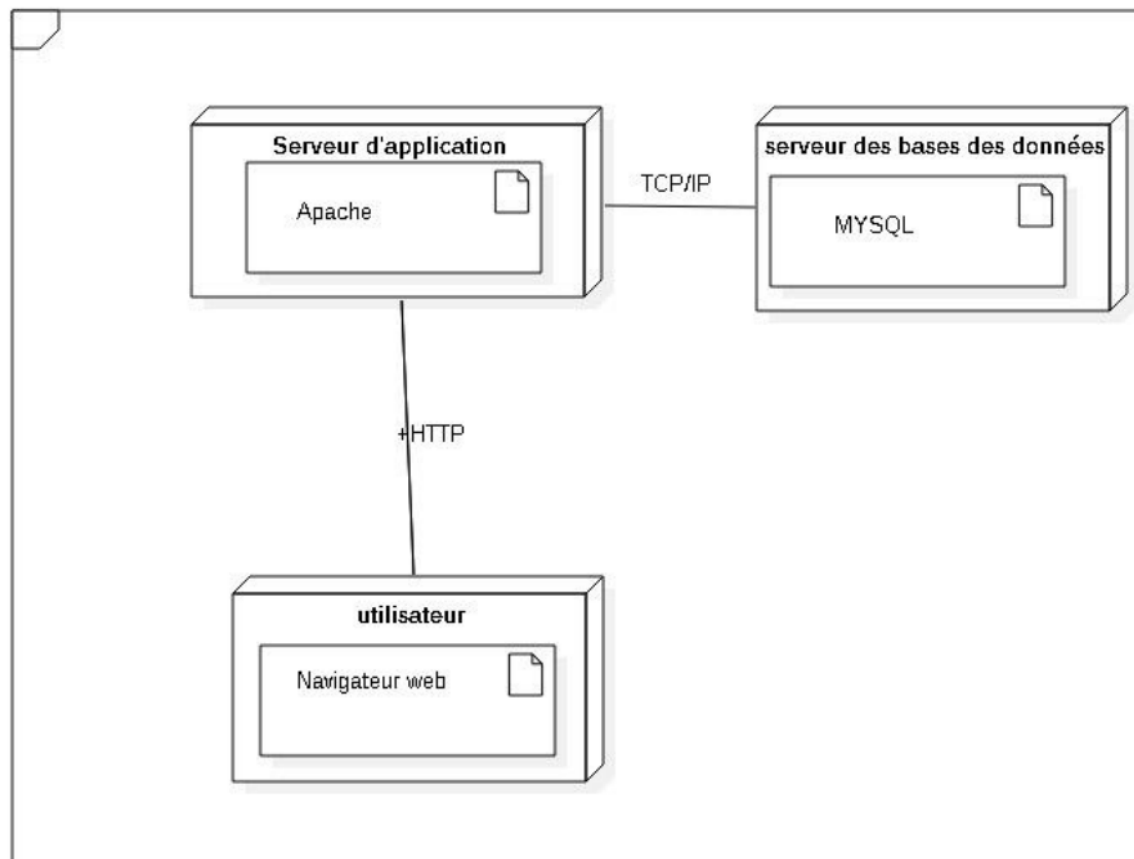 Serveur d'application
Apache
TCP/IP
serveur des bases des données
MYSQL
+HTTP
utilisateur
Navigateur web